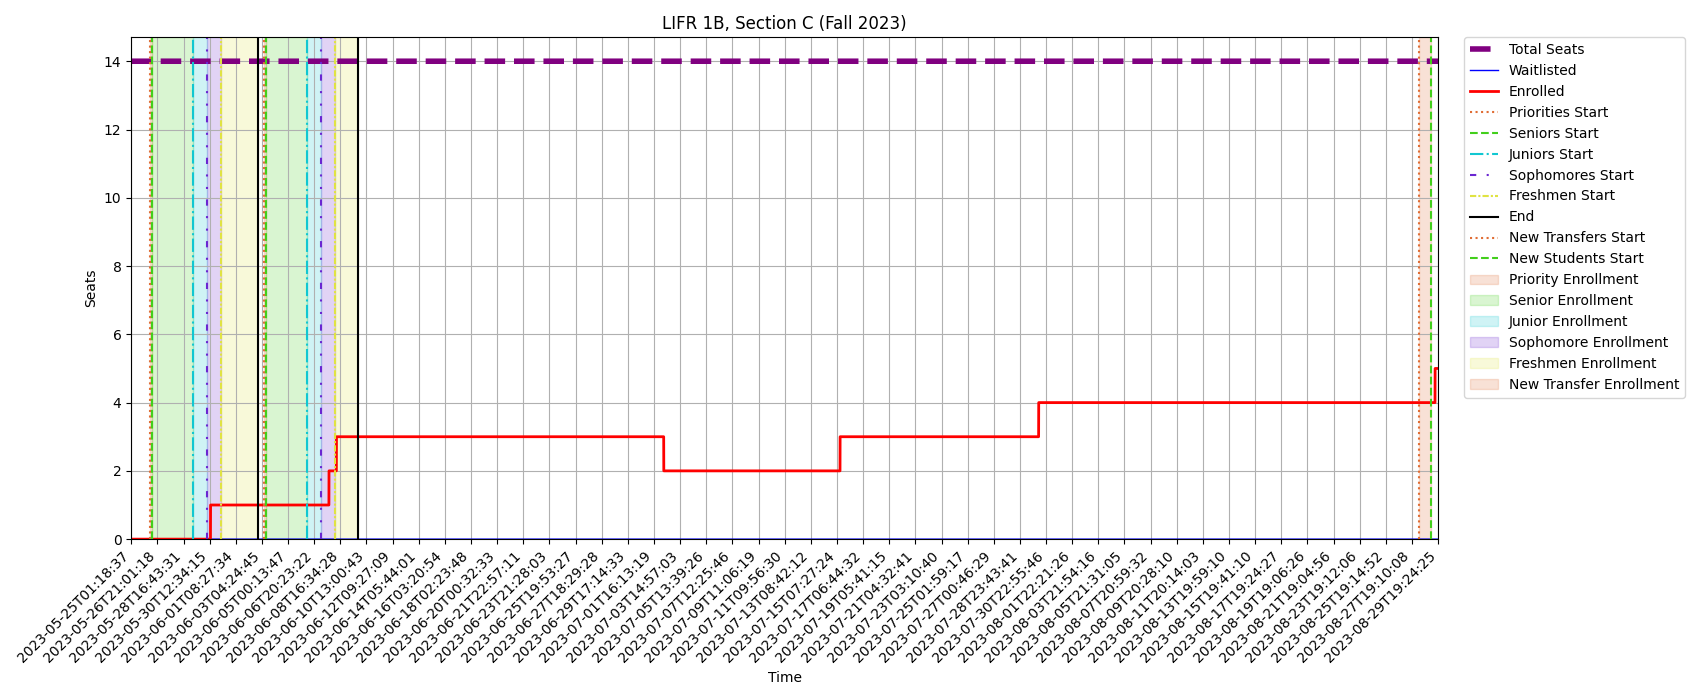 LIFR 1B, Section C (Fall 2023)
Seats
14
12
10
8
6
4
2
0
2023-05-25T01:18:37
2023-05-26T21:01:18
2023-05-28T16:43:31
2023-05-30T12:34:15
2023-06-01T08:27:34
2023-06-03T04:24:45
2023-06-05T00:13:47
2023-06-06T20:23:22
2023-06-08T16:34:28
2023-06-10T13:00:43
2023-06-12T09:27:09
2023-06-14T05:44:01
2023-06-16T03:20:54
2023-06-18T02:23:48
2023-06-20T00:32:33
2023-06-21T22:57:11
2023-06-23T21:28:03
2023-06-25T19:53:27
2023-06-27T18:29:28
2023-06-29T17:14:33
2023-07-01T16:13:19
2023-07-03T14:57:03
2023-07-05T13:39:26
2023-07-07T12:25:46
2023-07-09T11:06:19
2023-07-11T09:56:30
2023-07-13T08:42:12
2023-07-15T07:27:24
2023-07-17T06:44:32
2023-07-19T05:41:15
2023-07-21T04:32:41
2023-07-23T03:10:40
2023-07-25T01:59:17
2023-07-27T00:46:29
2023-07-28T23:43:41
2023-07-30T22:55:46
2023-08-01T22:21:26
2023-08-03T21:54:16
2023-08-05T21:31:05
2023-08-07T20:59:32
2023-08-09T20:28:10
2023-08-11T20:14:03
2023-08-13T19:59:10
2023-08-15T19:41:10
2023-08-17T19:24:27
2023-08-19T19:06:26
2023-08-21T19:04:56
2023-08-23T19:12:06
2023-08-25T19:14:52
2023-08-27T19:10:08
2023-08-29T19:24:25
Time
Total Seats
Waitlisted
Enrolled
Priorities Start
Seniors Start
Juniors Start
Sophomores Start
Freshmen Start
End
New Transfers Start
New Students Start
Priority Enrollment
Senior Enrollment
Junior Enrollment
Sophomore Enrollment
Freshmen Enrollment
New Transfer Enrollment